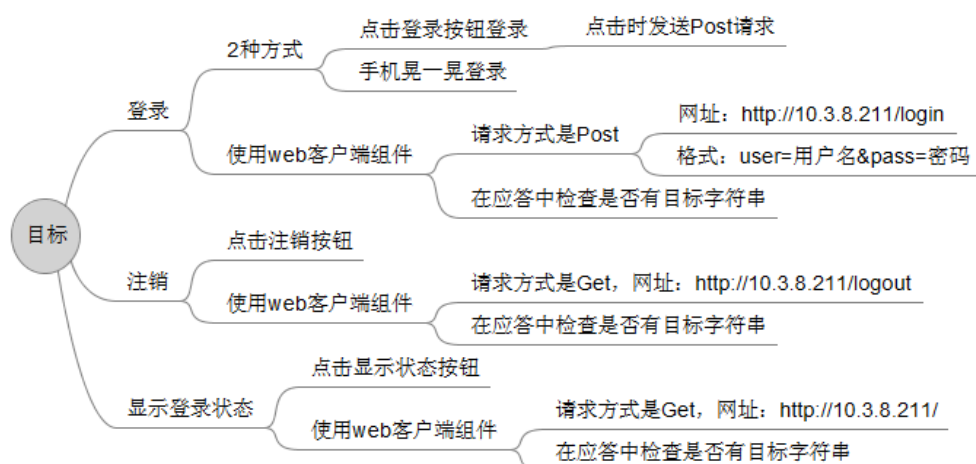 目标
登录
2种方式
点击登录按钮登录
点击时发送Post请求
手机晃一晃登录
使用web客户端组件
请求方式是Post
网址：http://10.3.8.211/login
格式：user=用户名&pass=密码
在应答中检查是否有目标字符串
注销
点击注销按钮
使用web客户端组件
请求方式是Get，网址：http://10.3.8.211/logout
在应答中检查是否有目标字符串
显示登录状态
点击显示状态按钮
使用web客户端组件
请求方式是Get，网址：http://10.3.8.211/
在应答中检查是否有目标字符串